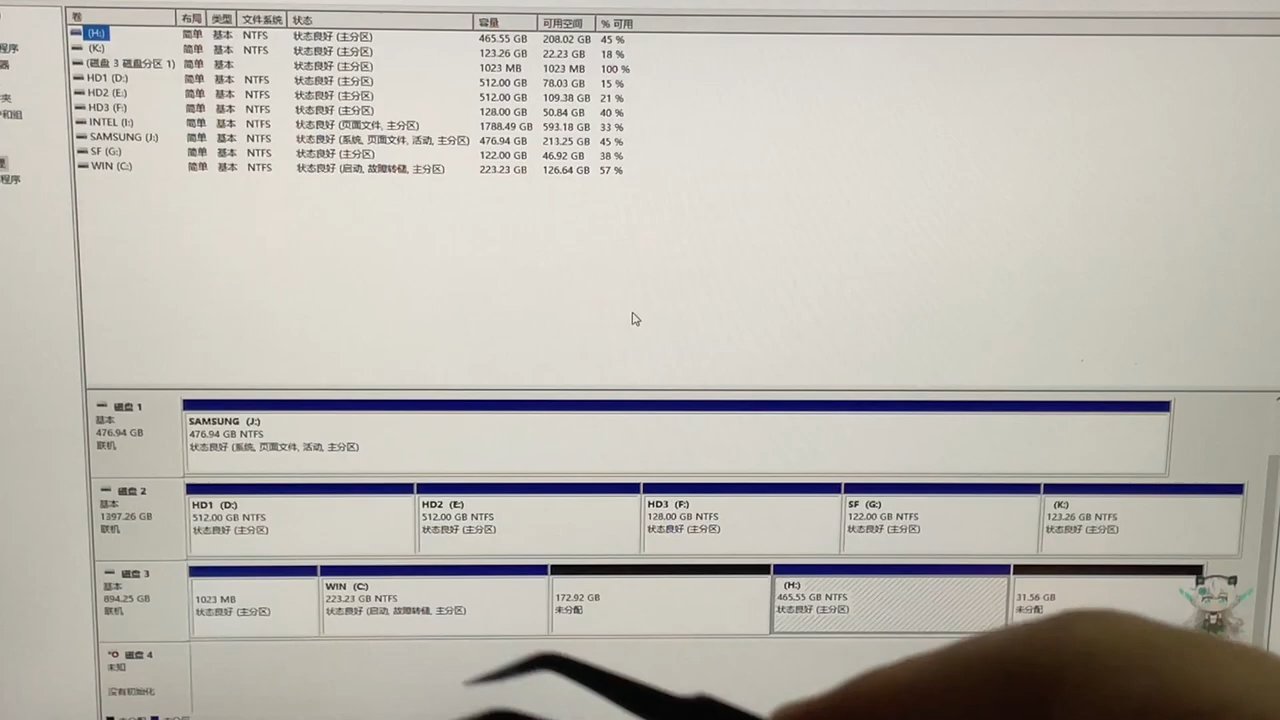 卷 布局 类型 文件系统 状态 容量 可用空间 % 可用
(H:) 简单 基本 NTFS 状态良好 (主分区) 465.55 GB 208.02 GB 45 %
(K:) 简单 基本 NTFS 状态良好 (主分区) 123.26 GB 22.23 GB 18 %
(磁盘 3 磁盘分区 1) 简单 基本 状态良好 (主分区) 1023 MB 1023 MB 100 %
HD1 (D:) 简单 基本 NTFS 状态良好 (主分区) 512.00 GB 78.03 GB 15 %
HD2 (E:) 简单 基本 NTFS 状态良好 (主分区) 512.00 GB 109.38 GB 21 %
HD3 (F:) 简单 基本 NTFS 状态良好 (主分区) 128.00 GB 50.84 GB 40 %
INTEL (I:) 简单 基本 NTFS 状态良好 (页面文件, 主分区) 1788.49 GB 593.18 GB 33 %
SAMSUNG (J:) 简单 基本 NTFS 状态良好 (系统, 页面文件, 活动, 主分区) 476.94 GB 213.25 GB 45 %
SF (G:) 简单 基本 NTFS 状态良好 (主分区) 122.00 GB 46.92 GB 38 %
WIN (C:) 简单 基本 NTFS 状态良好 (启动, 故障转储, 主分区) 223.23 GB 126.64 GB 57 %
程序
器
夹
和组
理
程序
磁盘 1
基本
476.94 GB
联机
SAMSUNG (J:)
476.94 GB NTFS
状态良好 (系统, 页面文件, 活动, 主分区)
磁盘 2
基本
1397.26 GB
联机
HD1 (D:)
512.00 GB NTFS
状态良好 (主分区)
HD2 (E:)
512.00 GB NTFS
状态良好 (主分区)
HD3 (F:)
128.00 GB NTFS
状态良好 (主分区)
SF (G:)
122.00 GB NTFS
状态良好 (主分区)
(K:)
123.26 GB NTFS
状态良好 (主分区)
磁盘 3
基本
894.25 GB
联机
1023 MB
状态良好 (主分区)
WIN (C:)
223.23 GB NTFS
状态良好 (启动, 故障转储, 主分区)
172.92 GB
未分配
(H:)
465.55 GB NTFS
状态良好 (主分区)
31.56 GB
未分配
磁盘 4
未知
没有初始化